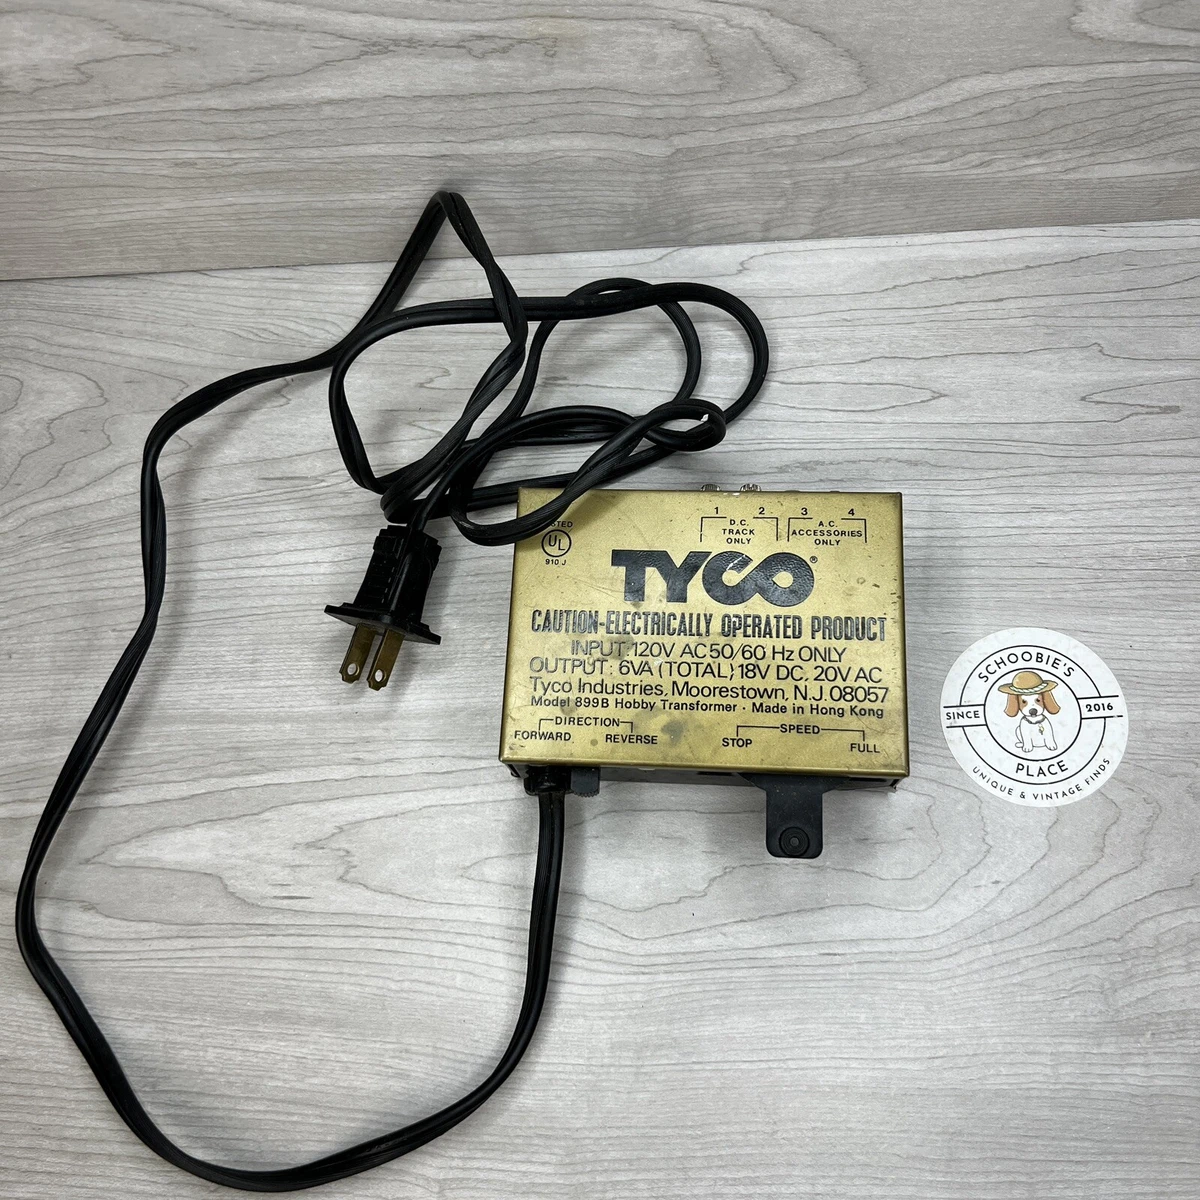 1 2 3 4
D.C. TRACK ONLY
A.C. ACCESSORIES ONLY
UL
910 J
TYCO®
CAUTION-ELECTRICALLY OPERATED PRODUCT
INPUT: 120V AC 50/60 Hz ONLY
OUTPUT: 6VA (TOTAL) 18V DC, 20V AC
Tyco Industries, Moorestown, N.J. 08057
Model 899B Hobby Transformer · Made in Hong Kong
DIRECTION
FORWARD REVERSE
SPEED
STOP FULL
SCHOOBIE'S
SINCE 2016
PLACE
UNIQUE & VINTAGE FINDS